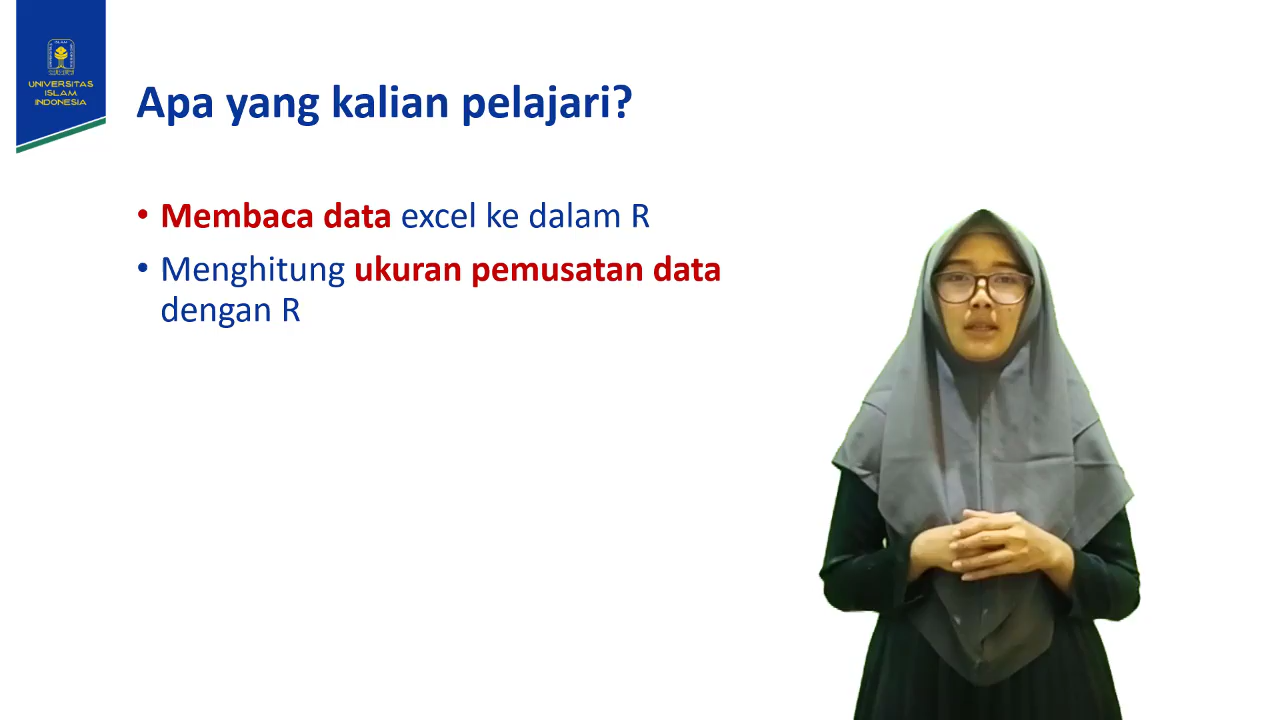 UNIVERSITAS
ISLAM
INDONESIA
Apa yang kalian pelajari?
• Membaca data excel ke dalam R
• Menghitung ukuran pemusatan data
dengan R